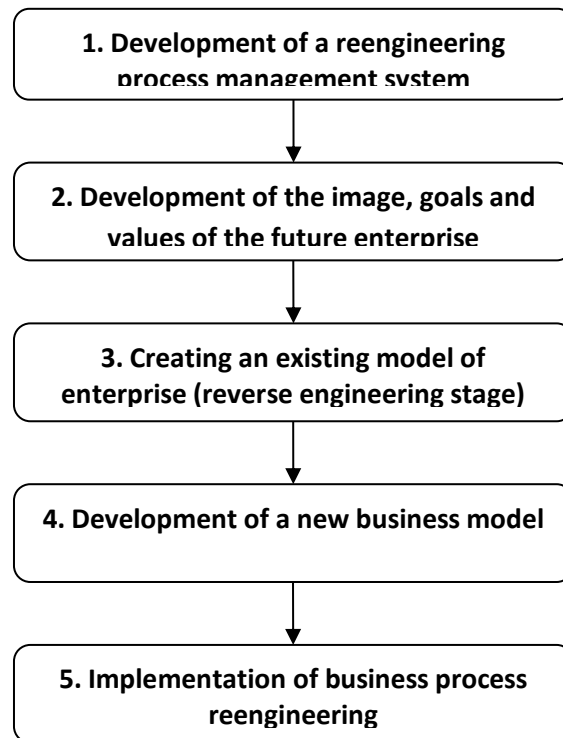 1. Development of a reengineering
process management system
2. Development of the image, goals and
values of the future enterprise
3. Creating an existing model of
enterprise (reverse engineering stage)
4. Development of a new business model
5. Implementation of business process
reengineering